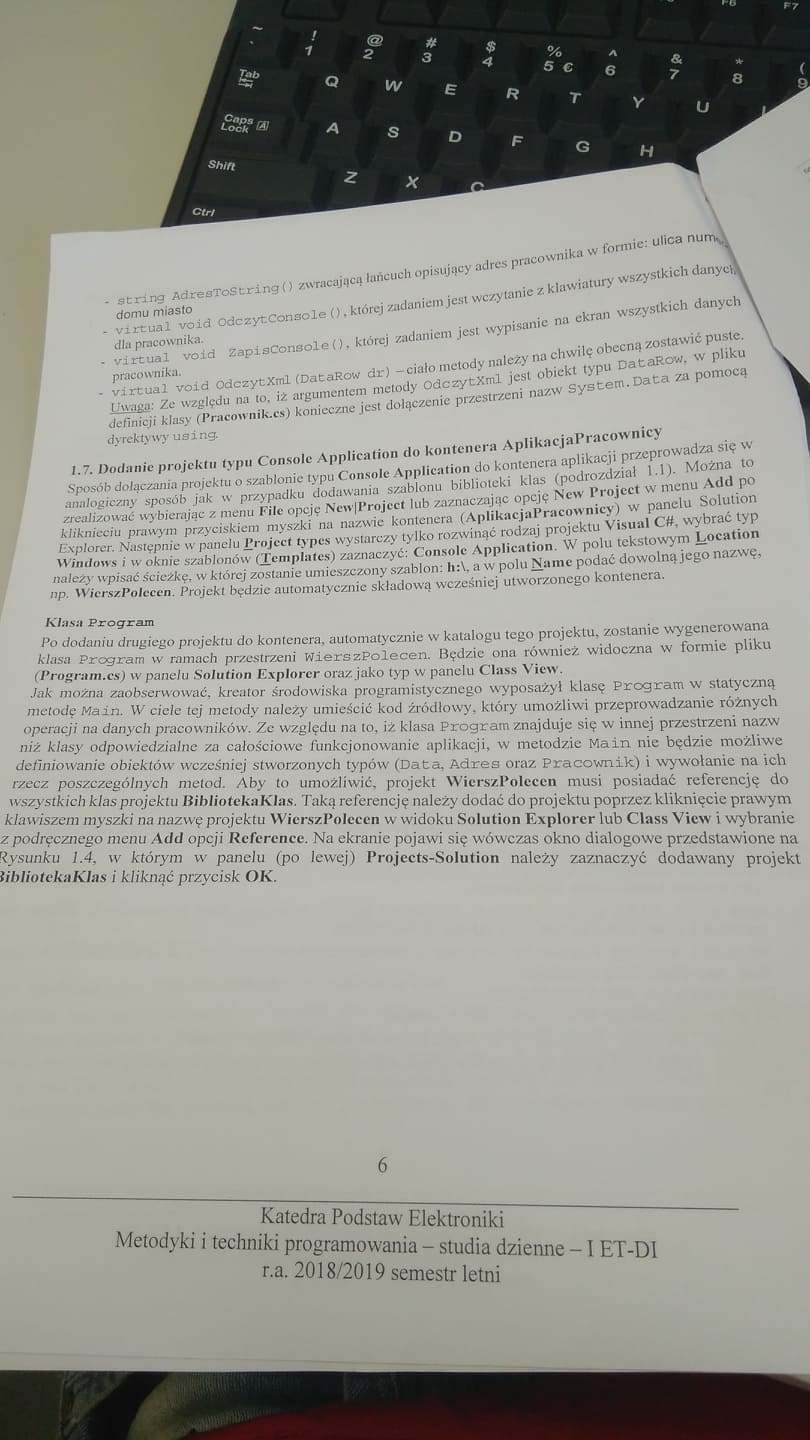 F6 F7
~ ` ! 1 @ 2 # 3 $ 4 % 5 € ^ 6 & 7 * 8 ( 9
Tab Q W E R T Y U
Caps Lock A A S D F G H
Shift Z X C
Ctrl
- string AdresToString() zwracającą łańcuch opisujący adres pracownika w formie: ulica
domu miasto
- virtual void OdczytConsole(), której zadaniem jest wczytanie z klawiatury wszystkich danych
dla pracownika.
- virtual void ZapisConsole(), której zadaniem jest wypisanie na ekran wszystkich danych
pracownika.
- virtual void OdczytXml(DataRow dr) – ciało metody należy na chwilę obecną zostawić puste.
Uwaga: Ze względu na to, iż argumentem metody OdczytXml jest obiekt typu DataRow, w pliku
definicji klasy (Pracownik.cs) konieczne jest dołączenie przestrzeni nazw System.Data za pomocą
dyrektywy using.
1.7. Dodanie projektu typu Console Application do kontenera AplikacjaPracownicy
Sposób dołączania projektu o szablonie typu Console Application do kontenera aplikacji przeprowadza się w
analogiczny sposób jak w przypadku dodawania szablonu biblioteki klas (podrozdział 1.1). Można to
zrealizować wybierając z menu File opcję New|Project lub zaznaczając opcję New Project w menu Add po
kliknieciu prawym przyciskiem myszki na nazwie kontenera (AplikacjaPracownicy) w panelu Solution
Explorer. Następnie w panelu Project types wystarczy tylko rozwinąć rodzaj projektu Visual C#, wybrać typ
Windows i w oknie szablonów (Templates) zaznaczyć: Console Application. W polu tekstowym Location
należy wpisać ścieżkę, w której zostanie umieszczony szablon: h:\, a w polu Name podać dowolną jego nazwę,
np. WierszPolecen. Projekt będzie automatycznie składową wcześniej utworzonego kontenera.
Klasa Program
Po dodaniu drugiego projektu do kontenera, automatycznie w katalogu tego projektu, zostanie wygenerowana
klasa Program w ramach przestrzeni WierszPolecen. Będzie ona również widoczna w formie pliku
(Program.cs) w panelu Solution Explorer oraz jako typ w panelu Class View.
Jak można zaobserwować, kreator środowiska programistycznego wyposażył klasę Program w statyczną
metodę Main. W ciele tej metody należy umieścić kod źródłowy, który umożliwi przeprowadzanie różnych
operacji na danych pracowników. Ze względu na to, iż klasa Program znajduje się w innej przestrzeni nazw
niż klasy odpowiedzialne za całościowe funkcjonowanie aplikacji, w metodzie Main nie będzie możliwe
definiowanie obiektów wcześniej stworzonych typów (Data, Adres oraz Pracownik) i wywołanie na ich
rzecz poszczególnych metod. Aby to umożliwić, projekt WierszPolecen musi posiadać referencję do
wszystkich klas projektu BibliotekaKlas. Taką referencję należy dodać do projektu poprzez kliknięcie prawym
klawiszem myszki na nazwę projektu WierszPolecen w widoku Solution Explorer lub Class View i wybranie
z podręcznego menu Add opcji Reference. Na ekranie pojawi się wówczas okno dialogowe przedstawione na
Rysunku 1.4, w którym w panelu (po lewej) Projects-Solution należy zaznaczyć dodawany projekt
BibliotekaKlas i kliknąć przycisk OK.
6
Katedra Podstaw Elektroniki
Metodyki i techniki programowania – studia dzienne – I ET-DI
r.a. 2018/2019 semestr letni